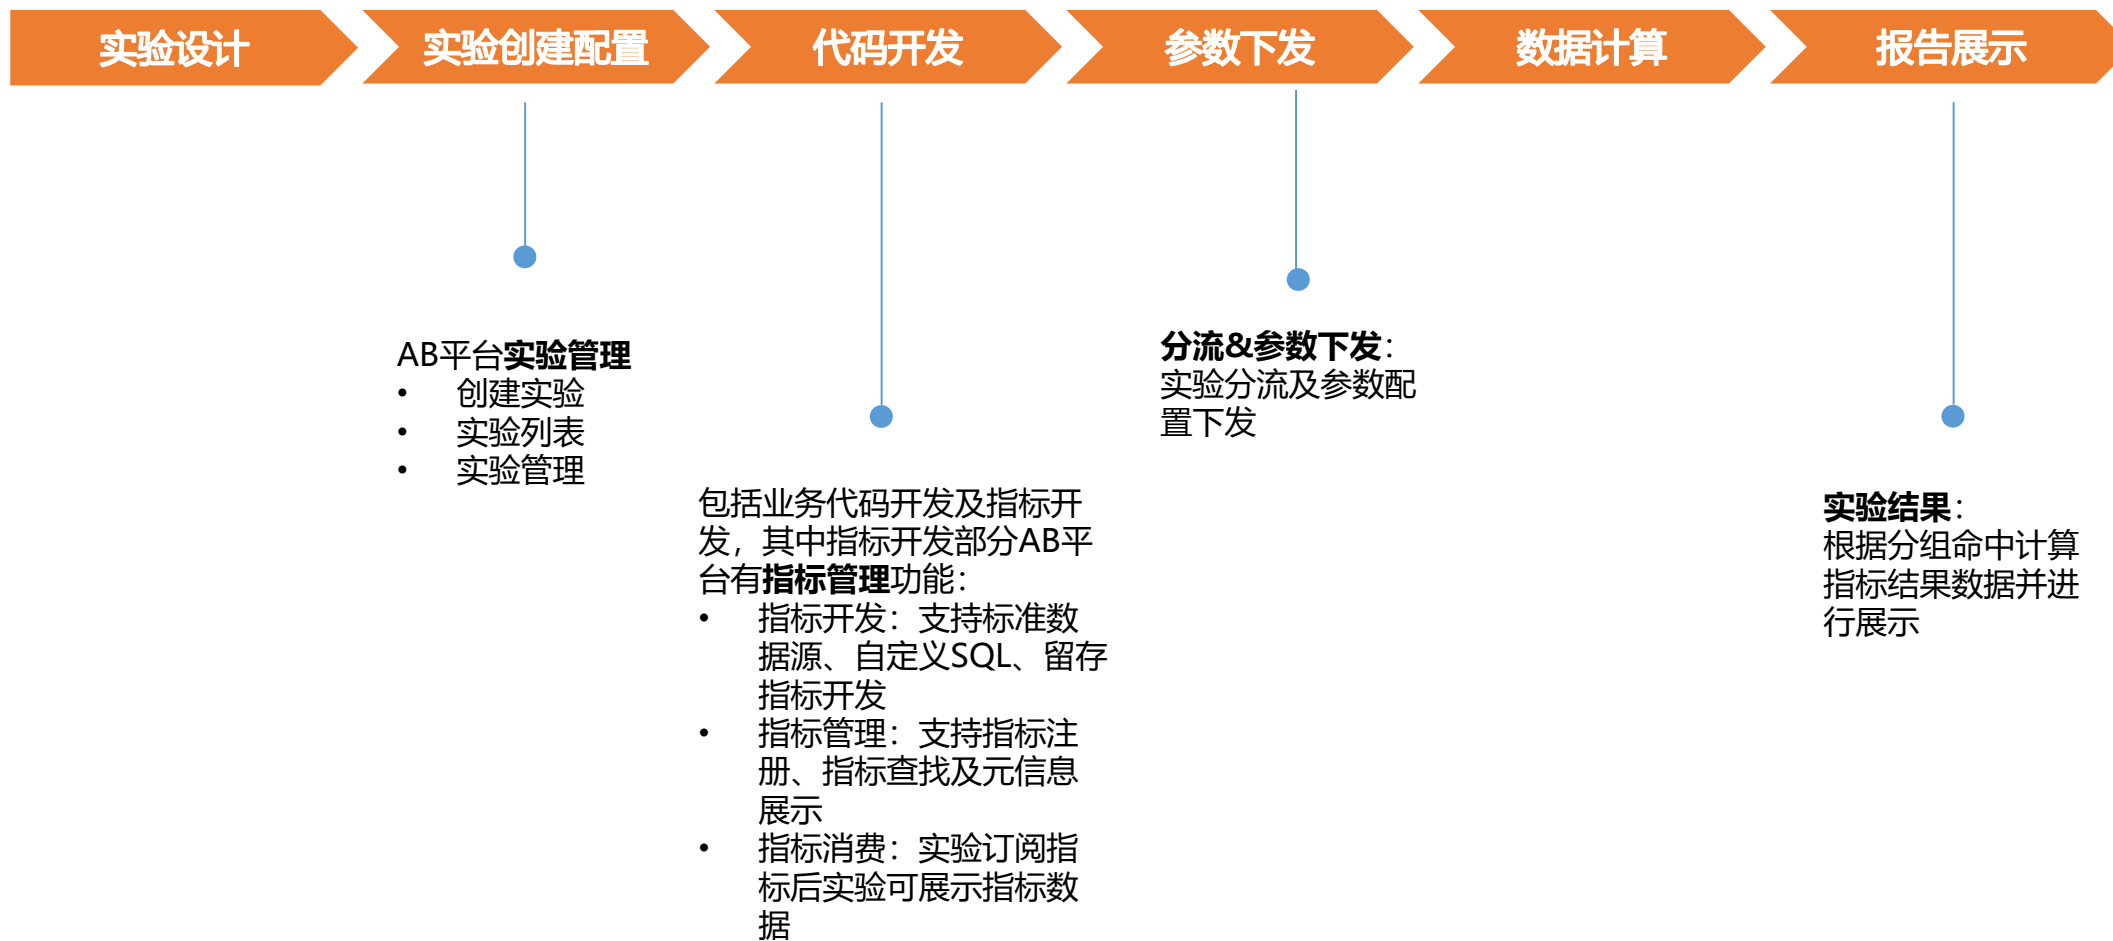 实验设计
实验创建配置
代码开发
参数下发
数据计算
报告展示
AB平台实验管理
• 创建实验
• 实验列表
• 实验管理
包括业务代码开发及指标开
发，其中指标开发部分AB平
台有指标管理功能：
• 指标开发：支持标准数
据源、自定义SQL、留存
指标开发
• 指标管理：支持指标注
册、指标查找及元信息
展示
• 指标消费：实验订阅指
标后实验可展示指标数
据
分流&参数下发：
实验分流及参数配
置下发
实验结果：
根据分组命中计算
指标结果数据并进
行展示